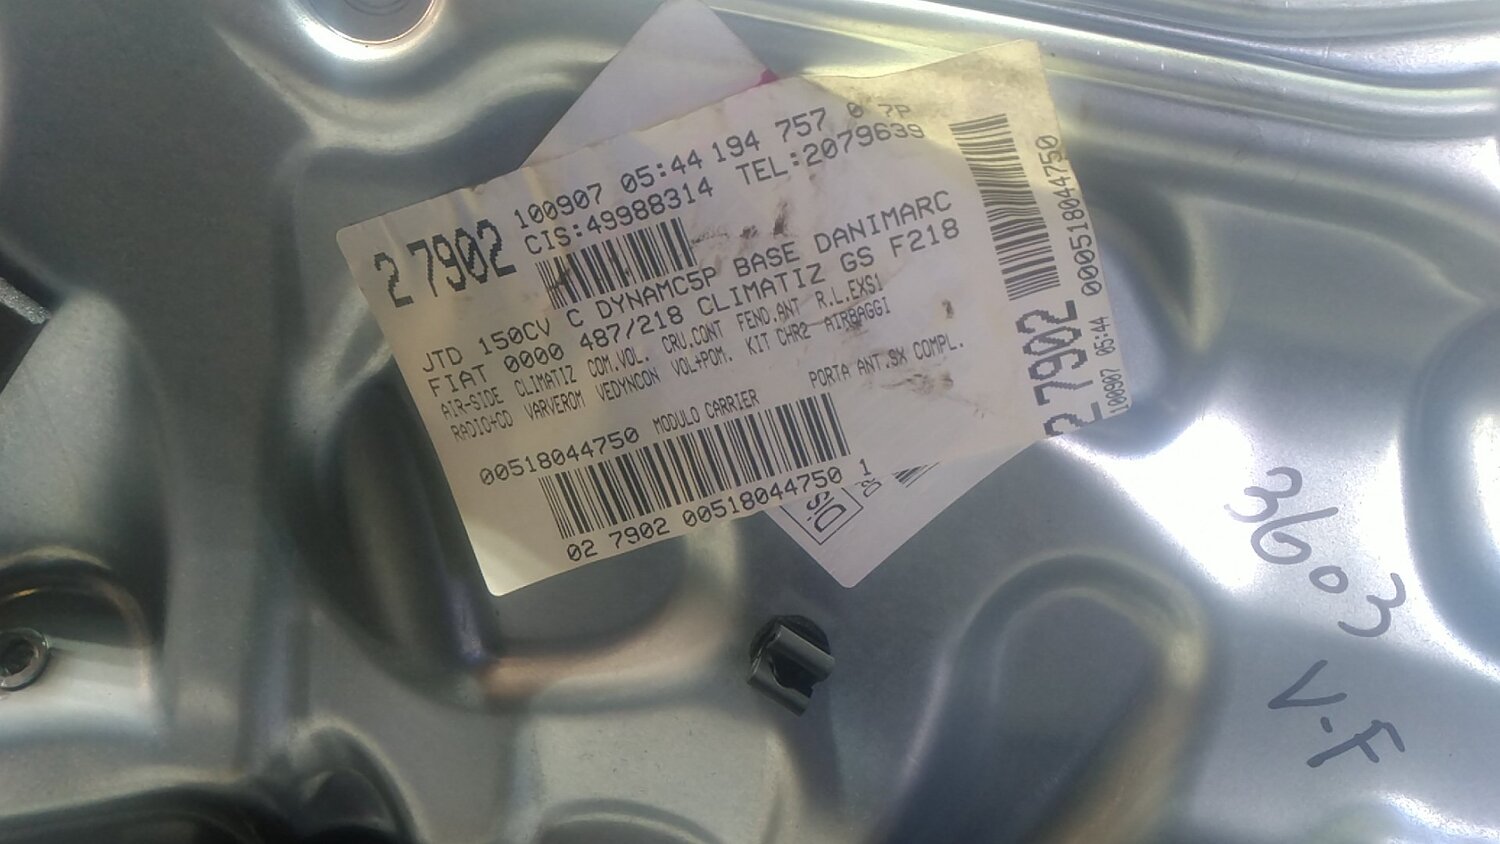 2 7902
100907 05:44 194 757 0 7P
CIS:49988314 TEL:2079639
JTD 150CV C DYNAMC5P BASE DANIMARC
FIAT 0000 487/218 CLIMATIZ GS F218
AIR-SIDE CLIMATIZ COM.VOL. CRU.CONT FEND.ANT R.L.EXS1
RADIO+CD VARVEROM VEDYNCON VOL+POM. KIT CHR2 AIRBAGGI
00518044750 MODULO CARRIER PORTA ANT.SX COMPL.
02 7902 00518044750 1
00518044750
2 7902
100907 05:44
3603
V-F